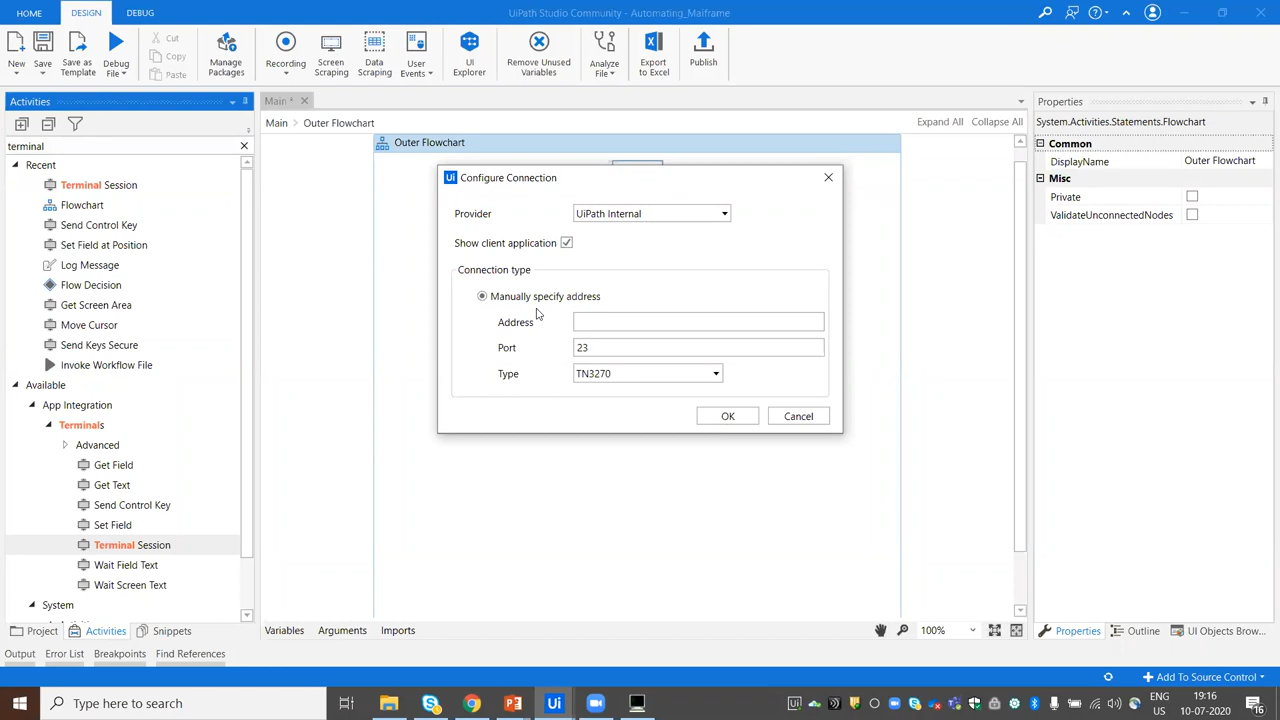 HOME DESIGN DEBUG UiPath Studio Community - Automating_Maiframe
New Save Save as Template Debug File Cut Copy Paste Manage Packages Recording Screen Scraping Data Scraping User Events UI Explorer Remove Unused Variables Analyze File Export to Excel Publish
Activities
terminal
Recent
Terminal Session
Flowchart
Send Control Key
Set Field at Position
Log Message
Flow Decision
Get Screen Area
Move Cursor
Send Keys Secure
Invoke Workflow File
Available
App Integration
Terminals
Advanced
Get Field
Get Text
Send Control Key
Set Field
Terminal Session
Wait Field Text
Wait Screen Text
System
Project Activities Snippets
Main *
Main Outer Flowchart Expand All Collapse All
Outer Flowchart
Ui Configure Connection
Provider UiPath Internal
Show client application
Connection type
Manually specify address
Address
Port 23
Type TN3270
OK Cancel
Variables Arguments Imports 100%
Properties
System.Activities.Statements.Flowchart
Common
DisplayName Outer Flowchart
Misc
Private
ValidateUnconnectedNodes
Properties Outline UI Objects Brow...
Output Error List Breakpoints Find References
Add To Source Control
Type here to search
Ui
ENG
19:16
10-07-2020
16